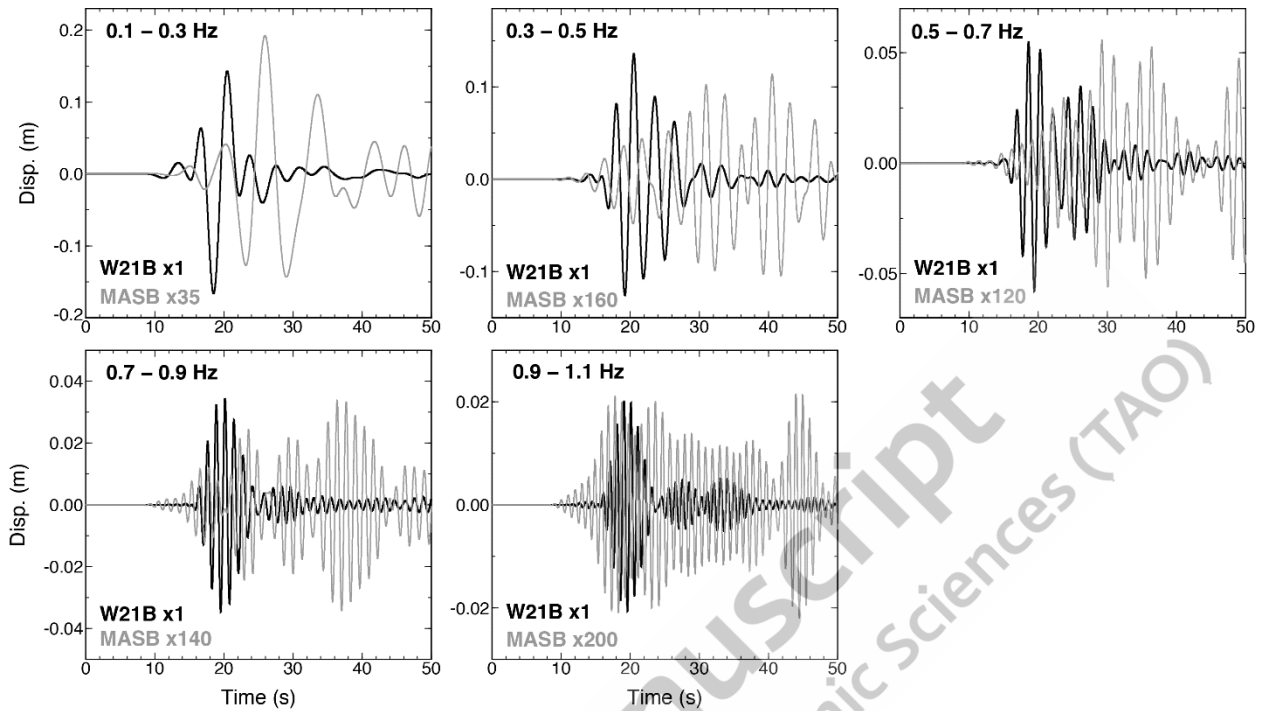 0.1 – 0.3 Hz
0.2
0.1
0.0
-0.1
-0.2
Disp. (m)
W21B x1
MASB x35
0 10 20 30 40 50
0.3 – 0.5 Hz
0.1
0.0
-0.1
W21B x1
MASB x160
0 10 20 30 40 50
0.5 – 0.7 Hz
0.05
0.00
-0.05
W21B x1
MASB x120
0 10 20 30 40 50
0.7 – 0.9 Hz
0.04
0.02
0.00
-0.02
-0.04
Disp. (m)
W21B x1
MASB x140
0 10 20 30 40 50
Time (s)
0.9 – 1.1 Hz
0.02
0.00
-0.02
W21B x1
MASB x200
0 10 20 30 40 50
Time (s)
nuscript
nic Sciences (TAO)